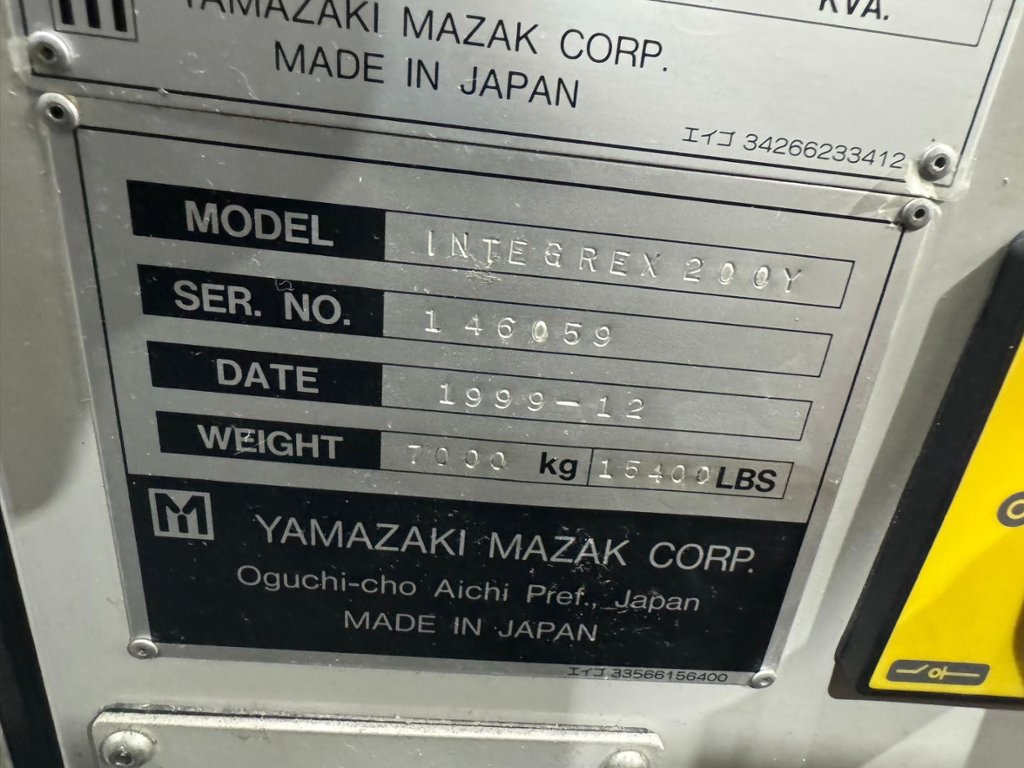 KVA.
YAMAZAKI MAZAK CORP.
MADE IN JAPAN
エイゴ 34266233412
MODEL INTEGREX 200Y
SER. NO. 146059
DATE 1999-12
WEIGHT 7000 kg 15400 LBS
YAMAZAKI MAZAK CORP.
Oguchi-cho Aichi Pref., Japan
MADE IN JAPAN
エイゴ 33566156400